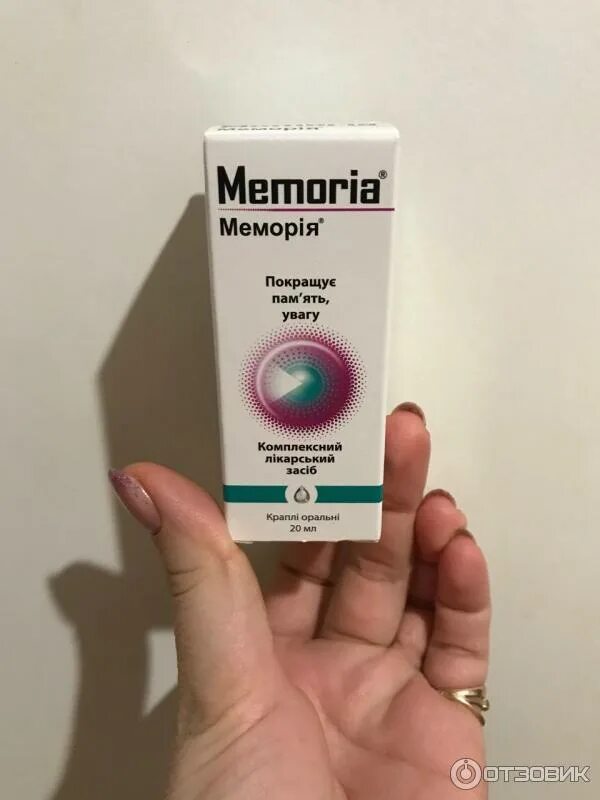 Memoria®
Меморія®
Покращує
пам'ять,
увагу
Комплексний
лікарський
засіб
Краплі оральні
20 мл
ОТЗОВИК